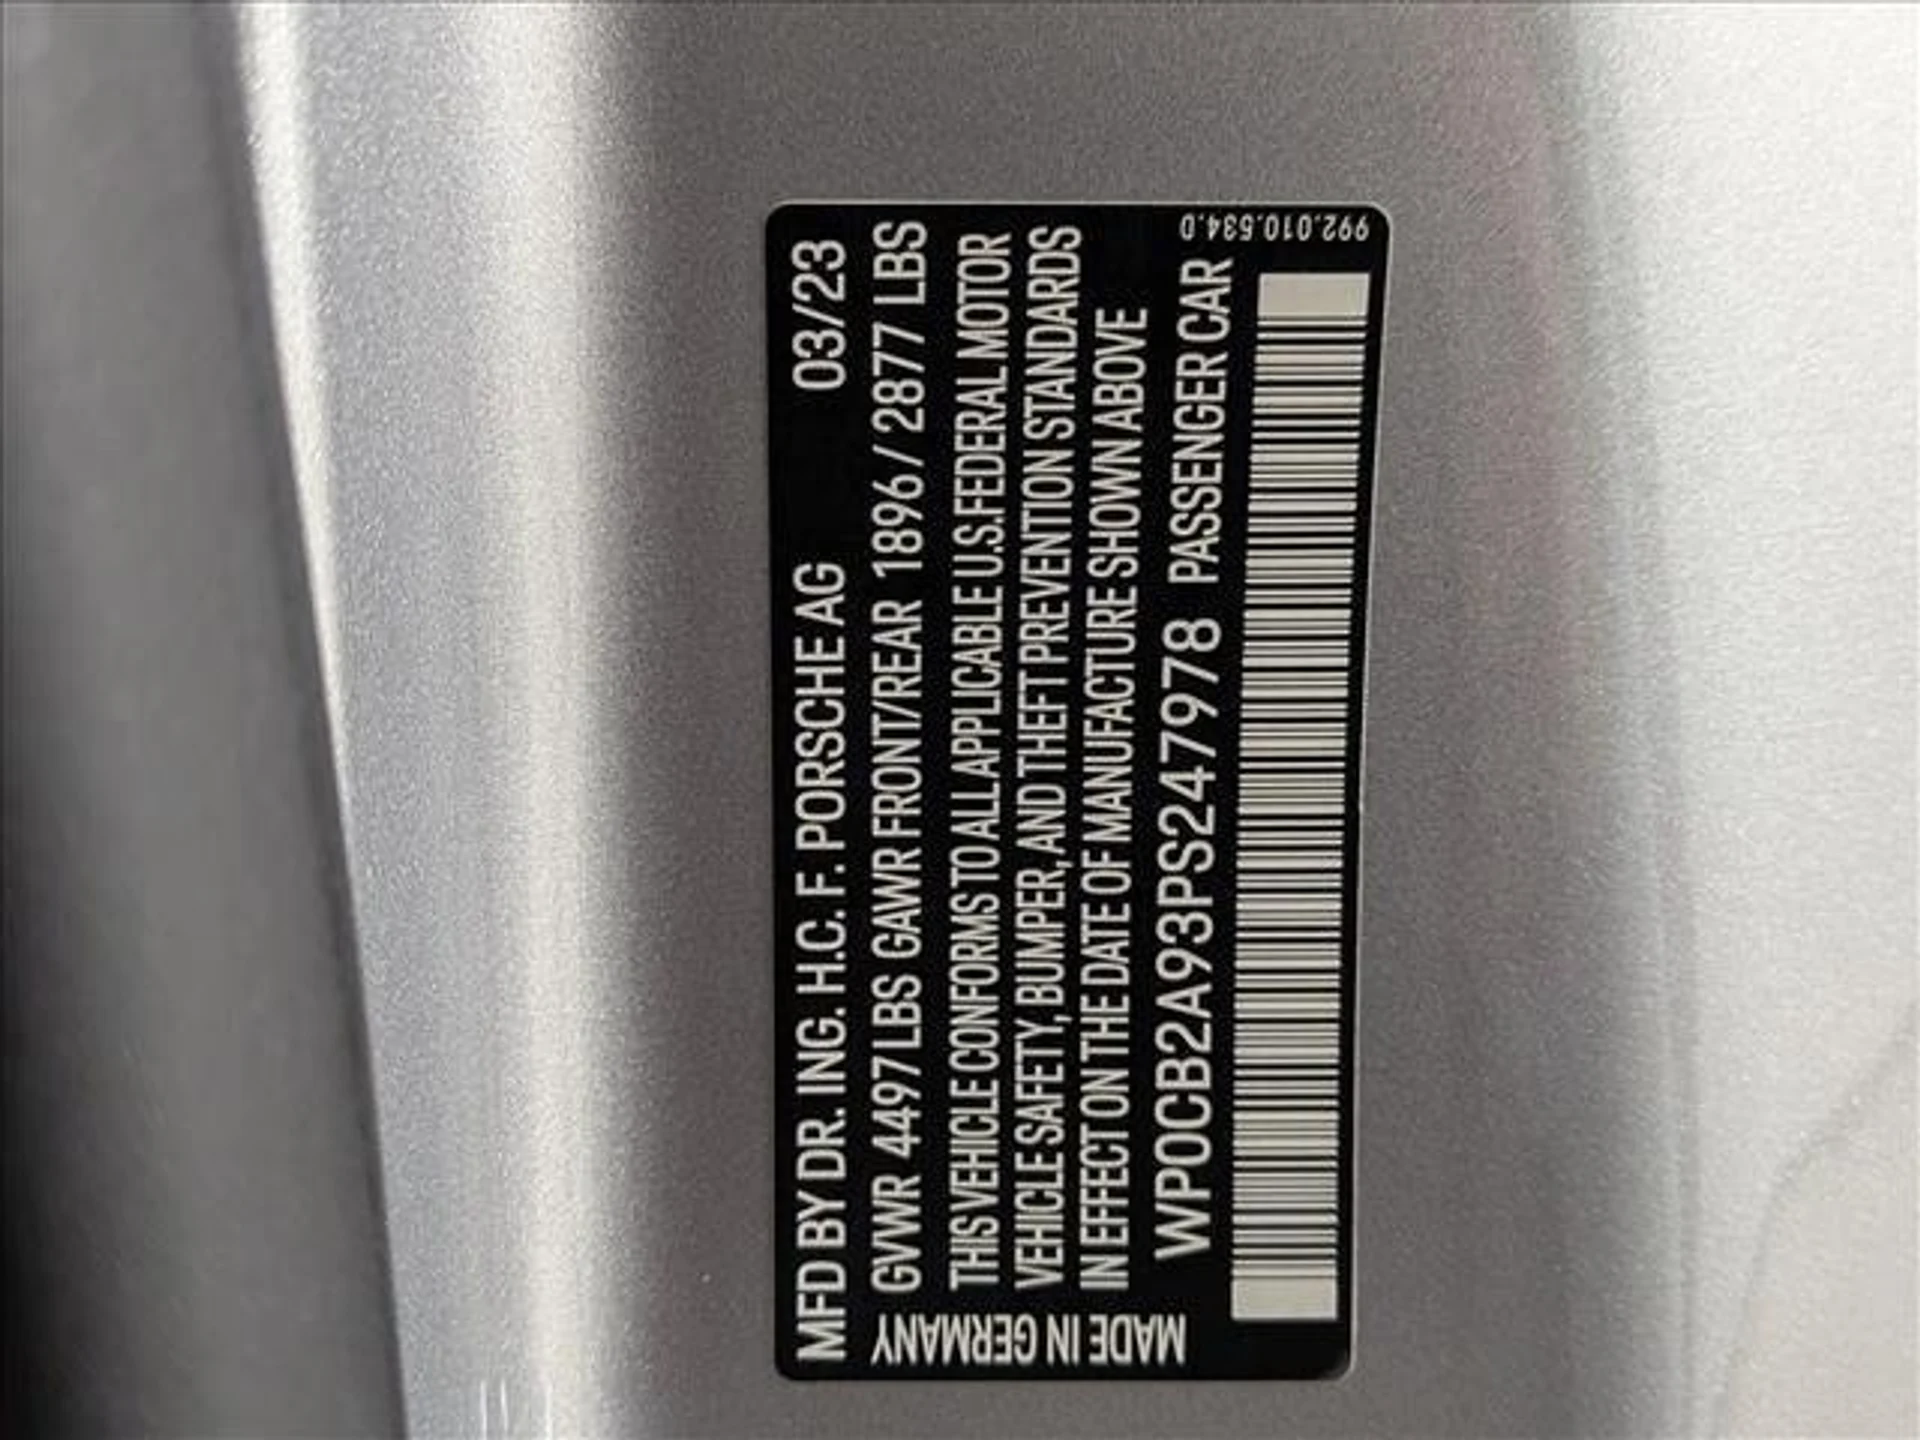 MFD BY DR. ING. H.C. F. PORSCHE AG 03/23
GVWR 4497 LBS GAWR FRONT/REAR 1896/2877 LBS
THIS VEHICLE CONFORMS TO ALL APPLICABLE U.S. FEDERAL MOTOR
VEHICLE SAFETY, BUMPER, AND THEFT PREVENTION STANDARDS
IN EFFECT ON THE DATE OF MANUFACTURE SHOWN ABOVE
WP0CB2A93PS247978 PASSENGER CAR
MADE IN GERMANY
992.010.534.D